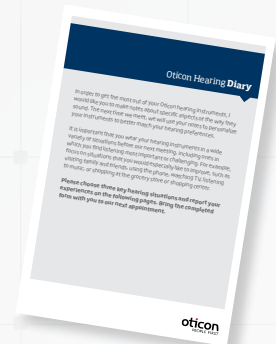 Oticon Hearing Diary
In order to get the most out of your Oticon hearing instruments, I
would like you to make notes about specific aspects of the way they
sound. The next time we meet, we will use your notes to personalize
your instruments to better match your hearing preferences.
It is important that you wear your hearing instruments in a wide
variety of situations before our next meeting, including ones in
which you find listening most important or challenging. For example,
focus on situations that you would especially like to improve, such as
visiting family and friends, using the phone, watching TV, listening
to music, or shopping at the grocery store or shopping center.
Please choose three key hearing situations and report your
experiences on the following pages. Bring the completed
form with you to our next appointment.
oticon
PEOPLE FIRST